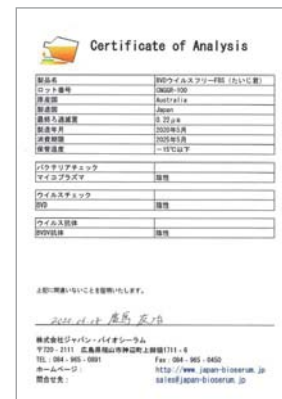 Certificate of Analysis
製品名 BVDウイルスフリーFBS（たいじ君）
ロット番号 CNGGR-100
原産国 Australia
製造国 Japan
最終ろ過滅菌 0.22μm
製造年月 2020年5月
消費期限 2025年5月
保管温度 -15℃以下
バクテリアチェック
マイコプラズマ 陰性
ウイルスチェック
BVD 陰性
ウイルス抗体
BVDV抗体 陰性
上記に間違いないことを証明いたします。
株式会社ジャパン・バイオシーラム
〒720-2111 広島県福山市神辺町上御領1711-6
TEL：084-965-0801 Fax：084-965-0450
ホームページ： http://www.japan-bioserum.jp
問合せ先： sales@japan-bioserum.jp